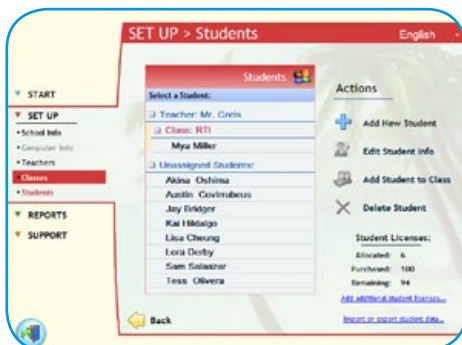 SET UP > Students
English
START
SET UP
School Info
Computer Info
Teachers
Classes
Students
REPORTS
SUPPORT
Students
Select a Student:
Teacher: Mr. Greis
Class: RTI
Mya Miller
Unassigned Students:
Akina Oshima
Austin Covirrubeus
Jay Bridger
Kai Hildalgo
Lisa Cheung
Lora Derby
Sam Salaazar
Tess Olivera
Back
Actions
Add New Student
Edit Student Info
Add Student to Class
Delete Student
Student Licenses:
Allocated: 6
Purchased: 100
Remaining: 94
Add additional student licenses...
Import or export student data...